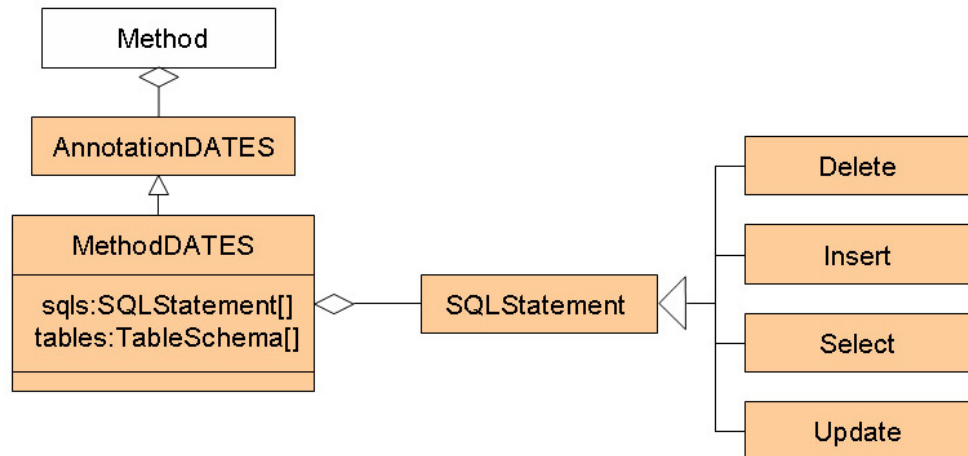 Method
AnnotationDATES
MethodDATES
sqls:SQLStatement[]
tables:TableSchema[]
SQLStatement
Delete
Insert
Select
Update